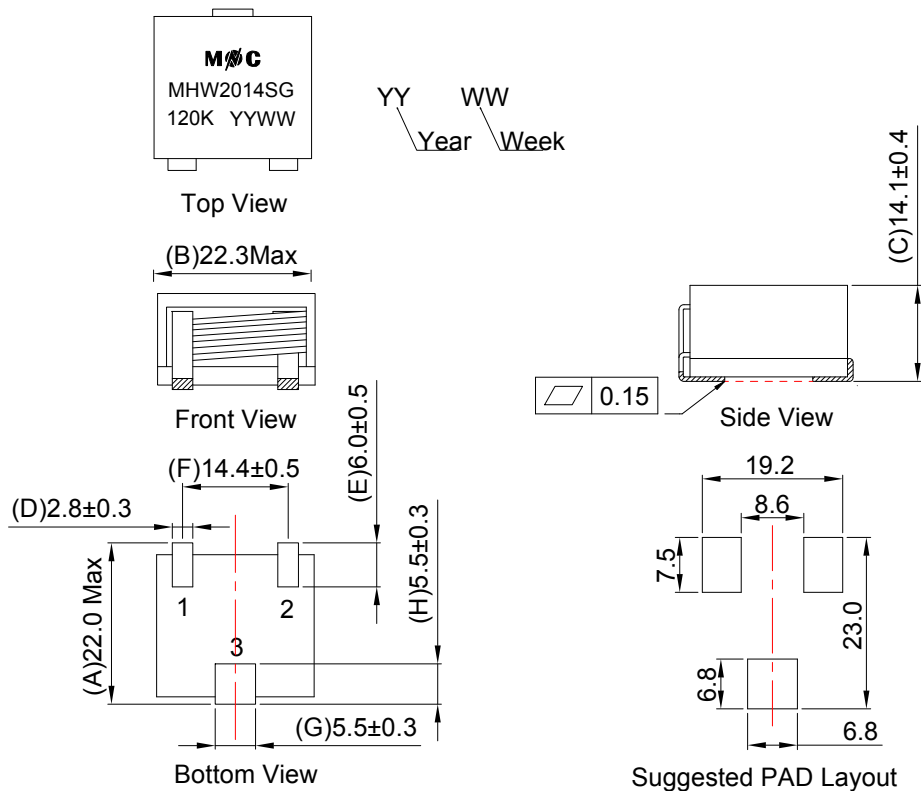 MØC
MHW2014SG
120K YYWW
YY WW
Year Week
Top View
(B)22.3Max
(C)14.1±0.4
Front View
0.15
Side View
(F)14.4±0.5
(E)6.0±0.5
(D)2.8±0.3
(H)5.5±0.3
(A)22.0 Max
1 2
3
(G)5.5±0.3
Bottom View
19.2
8.6
7.5
23.0
6.8
6.8
Suggested PAD Layout